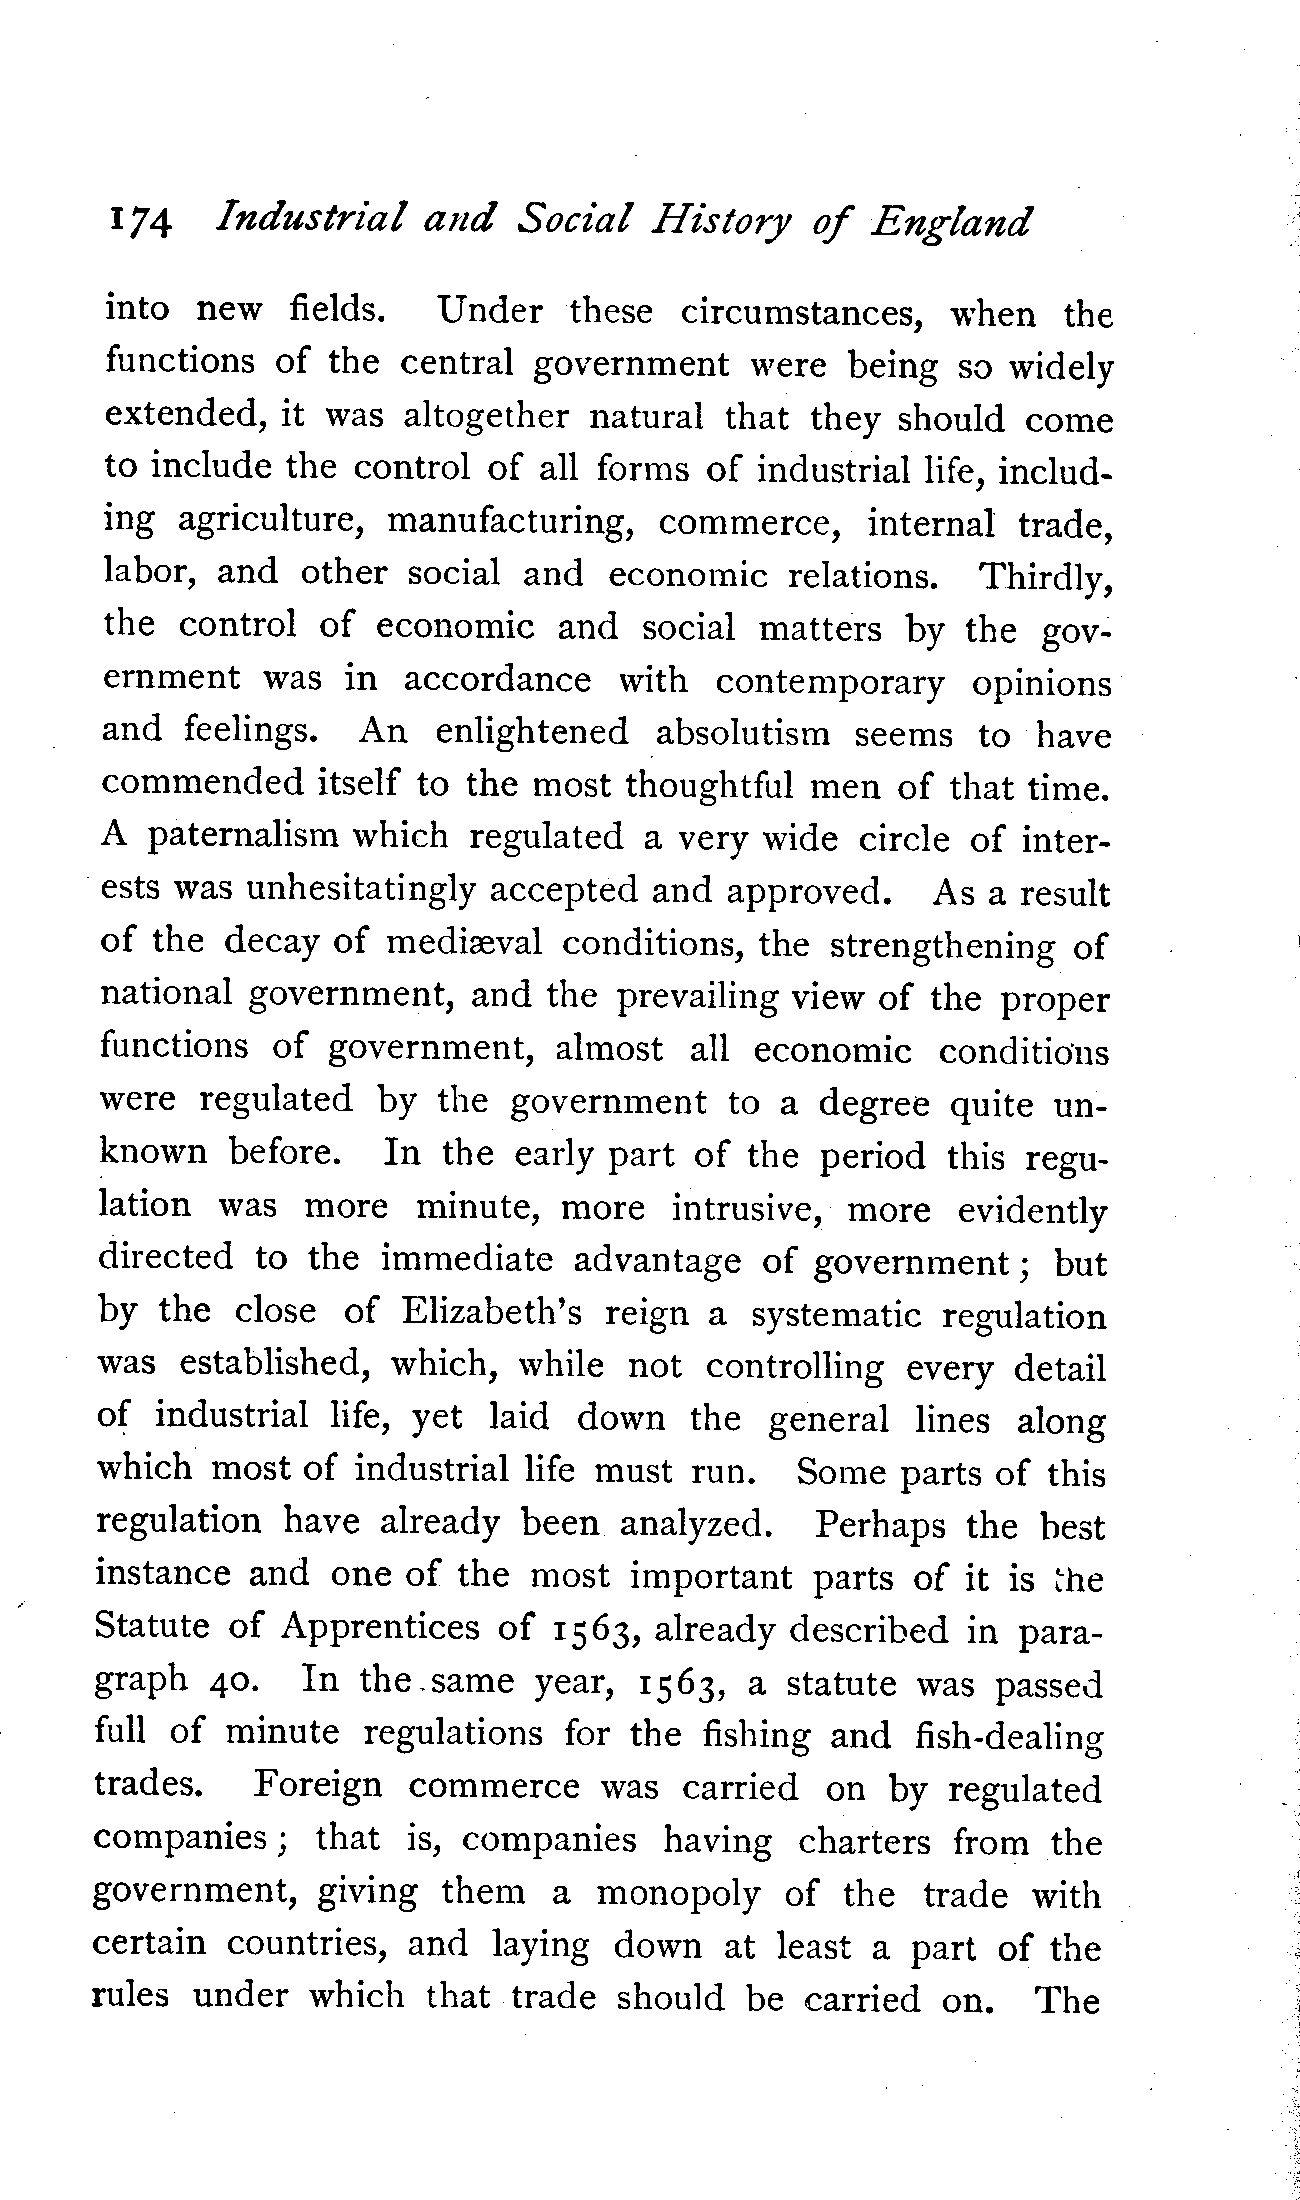 174 Industrial and Social History of England
into new fields. Under these circumstances, when the
functions of the central government were being so widely
extended, it was altogether natural that they should come
to include the control of all forms of industrial life, includ-
ing agriculture, manufacturing, commerce, internal trade,
labor, and other social and economic relations. Thirdly,
the control of economic and social matters by the gov-
ernment was in accordance with contemporary opinions
and feelings. An enlightened absolutism seems to have
commended itself to the most thoughtful men of that time.
A paternalism which regulated a very wide circle of inter-
ests was unhesitatingly accepted and approved. As a result
of the decay of mediæval conditions, the strengthening of
national government, and the prevailing view of the proper
functions of government, almost all economic conditions
were regulated by the government to a degree quite un-
known before. In the early part of the period this regu-
lation was more minute, more intrusive, more evidently
directed to the immediate advantage of government; but
by the close of Elizabeth's reign a systematic regulation
was established, which, while not controlling every detail
of industrial life, yet laid down the general lines along
which most of industrial life must run. Some parts of this
regulation have already been analyzed. Perhaps the best
instance and one of the most important parts of it is the
Statute of Apprentices of 1563, already described in para-
graph 40. In the same year, 1563, a statute was passed
full of minute regulations for the fishing and fish-dealing
trades. Foreign commerce was carried on by regulated
companies; that is, companies having charters from the
government, giving them a monopoly of the trade with
certain countries, and laying down at least a part of the
rules under which that trade should be carried on. The